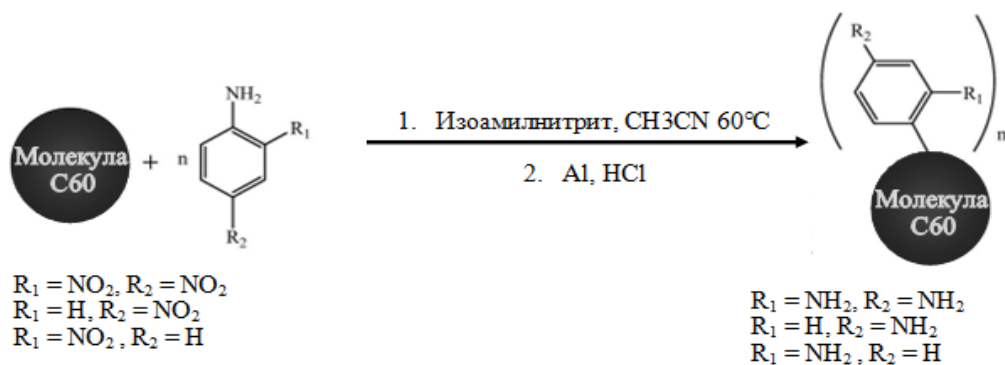 NH₂
R₁
Молекула
C60
+ n
R₂
1. Изоамилнитрит, CH3CN 60°C
2. Al, HCl
R₂
R₁
n
Молекула
C60
R₁ = NO₂, R₂ = NO₂
R₁ = H, R₂ = NO₂
R₁ = NO₂ , R₂ = H
R₁ = NH₂, R₂ = NH₂
R₁ = H, R₂ = NH₂
R₁ = NH₂ , R₂ = H